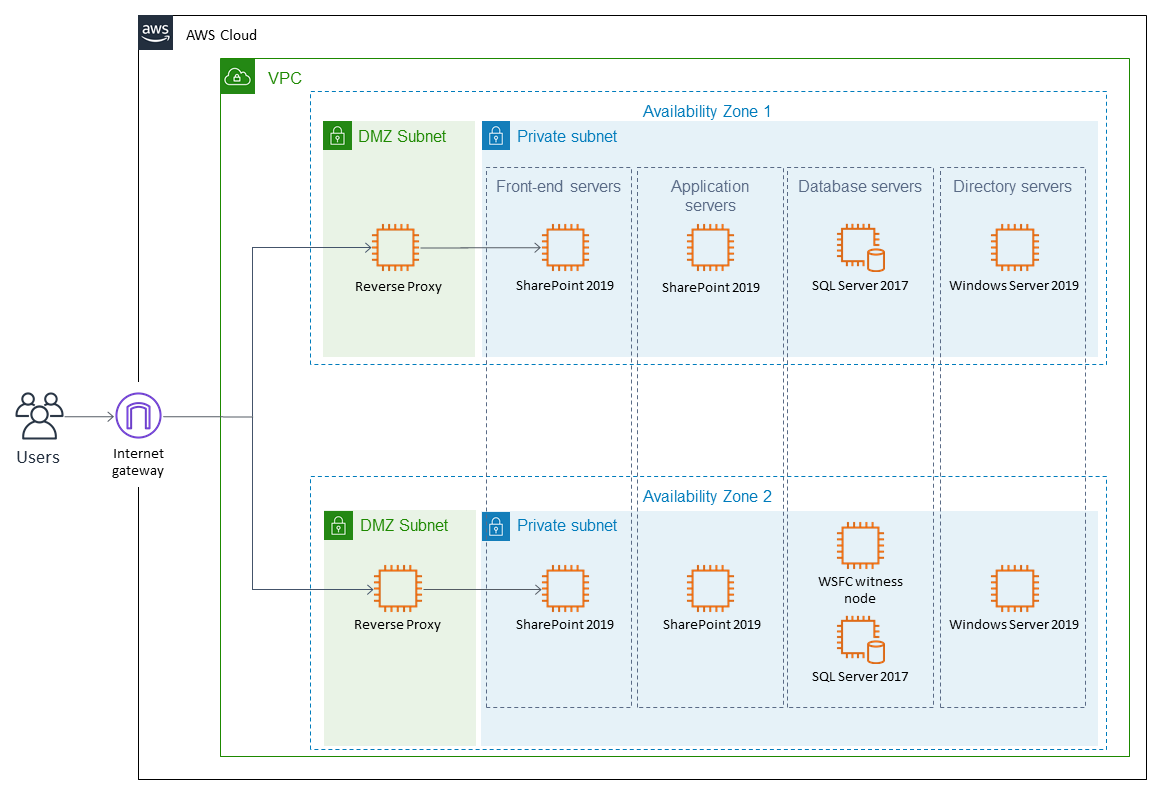 aws
AWS Cloud
VPC
Availability Zone 1
DMZ Subnet
Private subnet
Front-end servers
Application
servers
Database servers
Directory servers
Reverse Proxy
SharePoint 2019
SharePoint 2019
SQL Server 2017
Windows Server 2019
Users
Internet
gateway
Availability Zone 2
DMZ Subnet
Private subnet
WSFC witness
node
Reverse Proxy
SharePoint 2019
SharePoint 2019
Windows Server 2019
SQL Server 2017